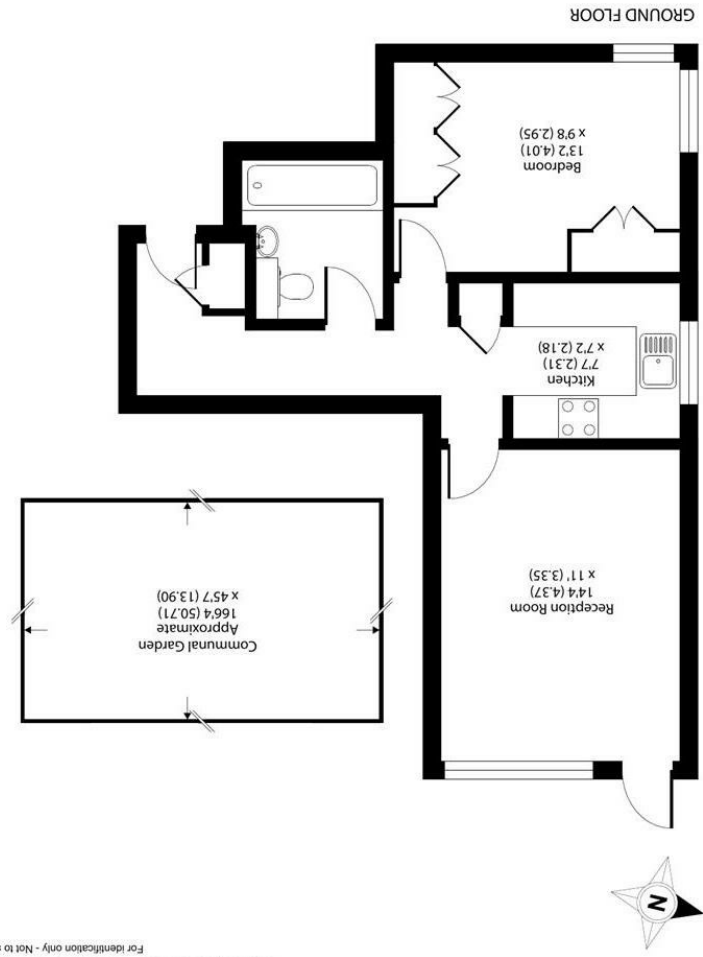 For identification only - Not to
N
Reception Room
14'4 (4.37)
x 11' (3.35)
Communal Garden
Approximate
166'4 (50.71)
x 45'7 (13.90)
Kitchen
7'7 (2.31)
x 7'2 (2.18)
Bedroom
13'2 (4.01)
x 9'8 (2.95)
GROUND FLOOR